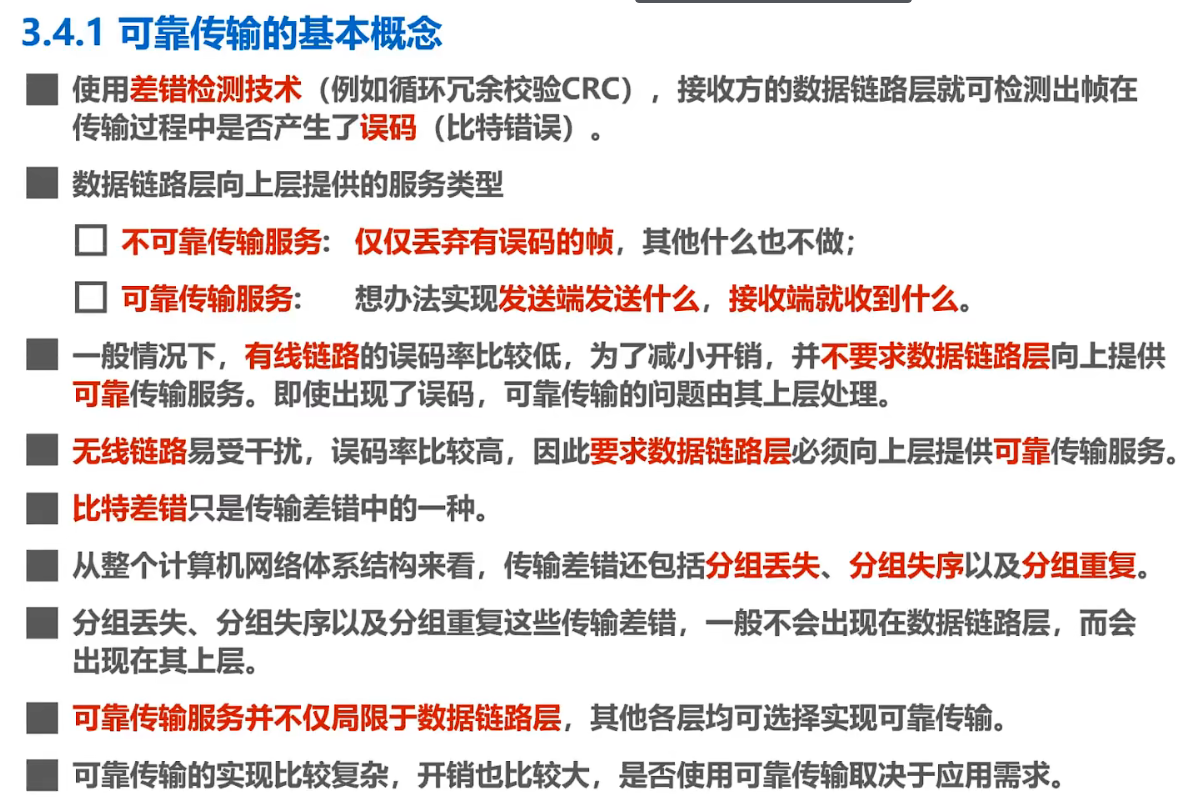 3.4.1 可靠传输的基本概念
使用差错检测技术（例如循环冗余校验CRC），接收方的数据链路层就可检测出帧在
传输过程中是否产生了误码（比特错误）。
数据链路层向上层提供的服务类型
不可靠传输服务： 仅仅丢弃有误码的帧，其他什么也不做；
可靠传输服务： 想办法实现发送端发送什么，接收端就收到什么。
一般情况下，有线链路的误码率比较低，为了减小开销，并不要求数据链路层向上提供
可靠传输服务。即使出现了误码，可靠传输的问题由其上层处理。
无线链路易受干扰，误码率比较高，因此要求数据链路层必须向上层提供可靠传输服务。
比特差错只是传输差错中的一种。
从整个计算机网络体系结构来看，传输差错还包括分组丢失、分组失序以及分组重复。
分组丢失、分组失序以及分组重复这些传输差错，一般不会出现在数据链路层，而会
出现在其上层。
可靠传输服务并不仅局限于数据链路层，其他各层均可选择实现可靠传输。
可靠传输的实现比较复杂，开销也比较大，是否使用可靠传输取决于应用需求。